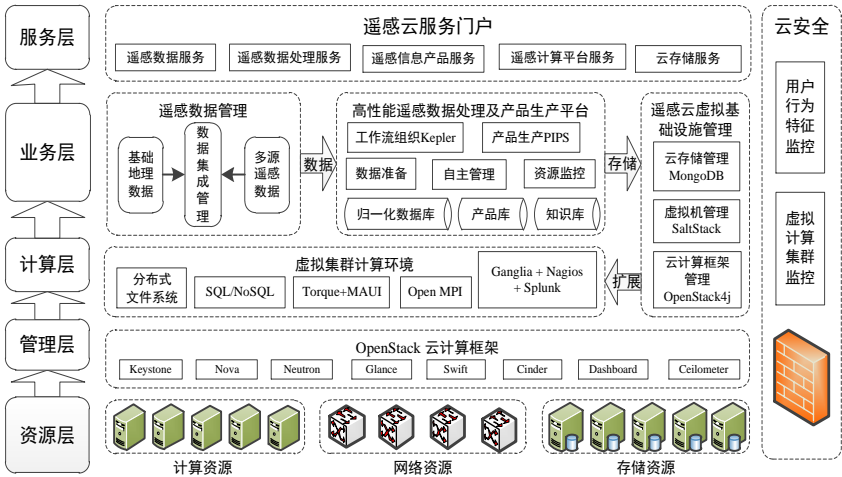 服务层
遥感云服务门户
遥感数据服务
遥感数据处理服务
遥感信息产品服务
遥感计算平台服务
云存储服务
业务层
遥感数据管理
基础
地理
数据
数
据
集
成
管
理
多源
遥感
数据
数据
高性能遥感数据处理及产品生产平台
工作流组织Kepler
产品生产PIPS
数据准备
自主管理
资源监控
归一化数据库
产品库
知识库
存储
遥感云虚拟基
础设施管理
云存储管理
MongoDB
虚拟机管理
SaltStack
云计算框架
管理
OpenStack4j
计算层
虚拟集群计算环境
分布式
文件系统
SQL/NoSQL
Torque+MAUI
Open MPI
Ganglia + Nagios
+ Splunk
扩展
管理层
OpenStack 云计算框架
Keystone
Nova
Neutron
Glance
Swift
Cinder
Dashboard
Ceilometer
资源层
计算资源
网络资源
存储资源
云安全
用户
行为
特征
监控
虚拟
计算
集群
监控